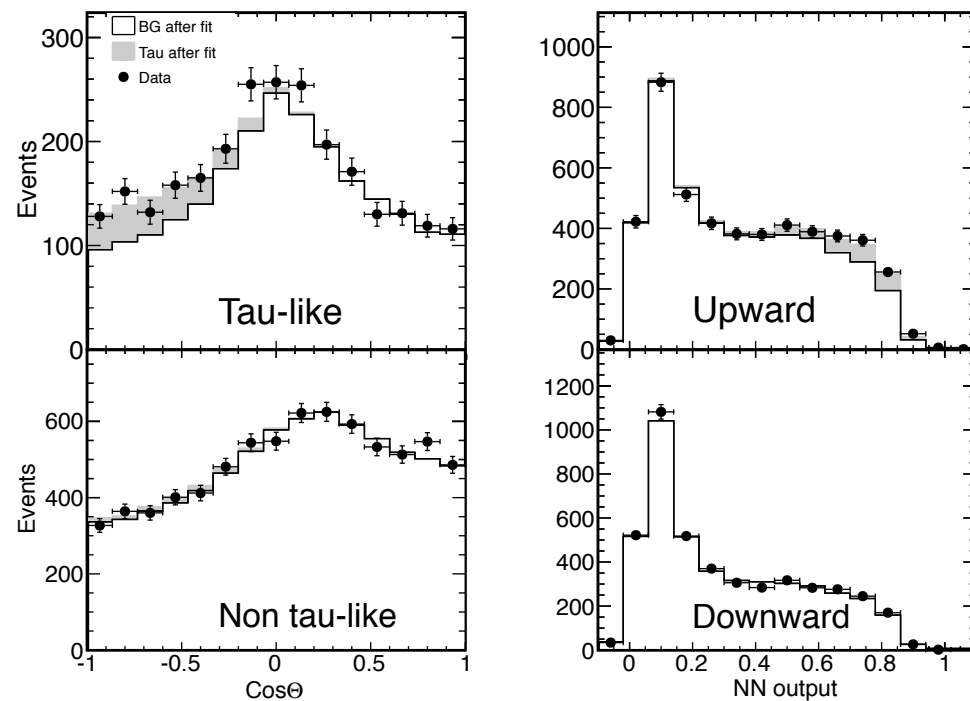 BG after fit
Tau after fit
Data
300
200
100
0
Events
Tau-like
1000
800
600
400
200
0
Upward
600
400
200
0
Events
Non tau-like
-1
-0.5
0
0.5
1
CosΘ
1200
1000
800
600
400
200
0
Downward
0
0.2
0.4
0.6
0.8
1
NN output